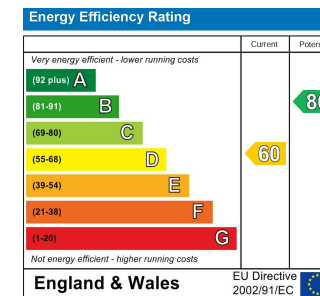 Energy Efficiency Rating
Current
Very energy efficient - lower running costs
(92 plus) A
(81-91) B
(69-80) C
(55-68) D
(39-54) E
(21-38) F
(1-20) G
60
Not energy efficient - higher running costs
England & Wales
EU Directive
2002/91/EC